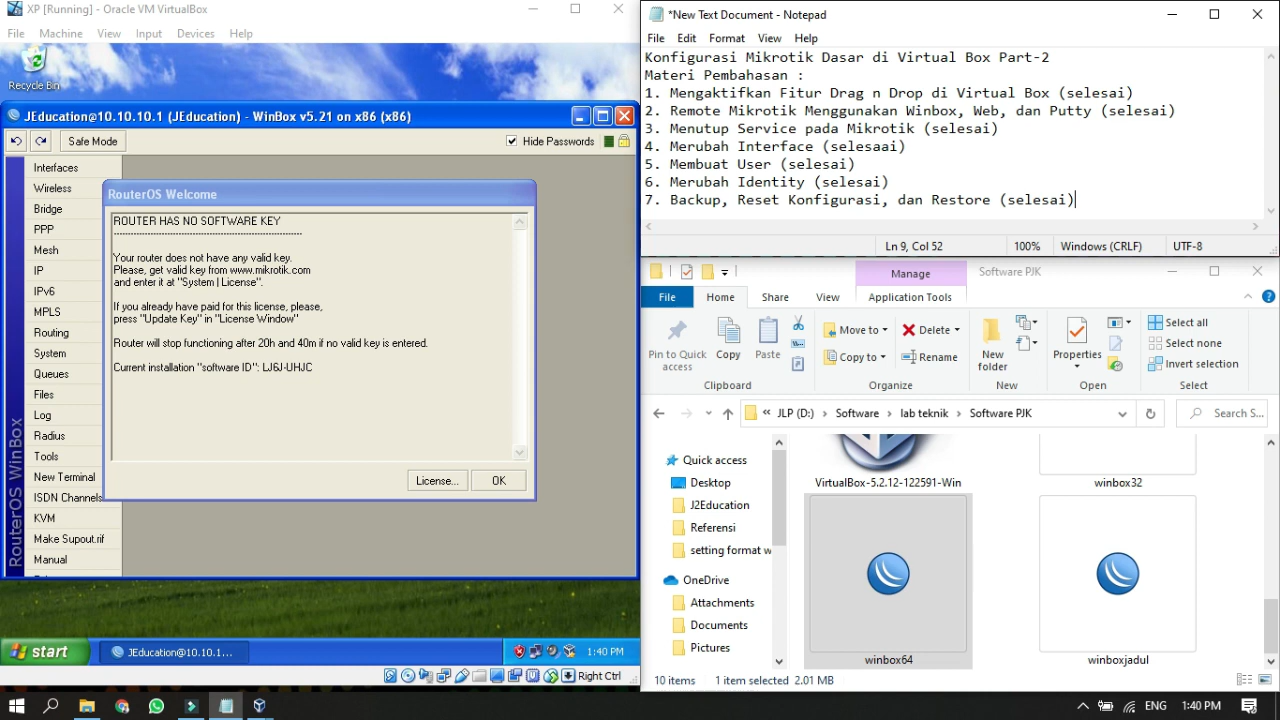 XP [Running] - Oracle VM VirtualBox
File Machine View Input Devices Help
Recycle Bin
JEducation@10.10.10.1 (JEducation) - WinBox v5.21 on x86 (x86)
Safe Mode
Hide Passwords
Interfaces
Wireless
Bridge
PPP
Mesh
IP
IPv6
MPLS
Routing
System
Queues
Files
Log
Radius
Tools
New Terminal
ISDN Channels
KVM
Make Supout.rif
Manual
RouterOS WinBox
RouterOS Welcome
ROUTER HAS NO SOFTWARE KEY
Your router does not have any valid key.
Please, get valid key from www.mikrotik.com
and enter it at "System | License".
If you already have paid for this license, please,
press "Update Key" in "License Window"
Router will stop functioning after 20h and 40m if no valid key is entered.
Current installation "software ID": LJ6J-UHJC
License...
OK
start
JEducation@10.10.1...
1:40 PM
Right Ctrl
*New Text Document - Notepad
File Edit Format View Help
Konfigurasi Mikrotik Dasar di Virtual Box Part-2
Materi Pembahasan :
1. Mengaktifkan Fitur Drag n Drop di Virtual Box (selesai)
2. Remote Mikrotik Menggunakan Winbox, Web, dan Putty (selesai)
3. Menutup Service pada Mikrotik (selesai)
4. Merubah Interface (selesaai)
5. Membuat User (selesai)
6. Merubah Identity (selesai)
7. Backup, Reset Konfigurasi, dan Restore (selesai)
Ln 9, Col 52 100% Windows (CRLF) UTF-8
Manage
Software PJK
File Home Share View Application Tools
Pin to Quick access
Copy
Paste
Clipboard
Move to
Copy to
Delete
Rename
Organize
New folder
New
Properties
Open
Select all
Select none
Invert selection
Select
JLP (D:) Software lab teknik Software PJK
Search S...
Quick access
Desktop
J2Education
Referensi
setting format w
OneDrive
Attachments
Documents
Pictures
VirtualBox-5.2.12-122591-Win
winbox32
winbox64
winboxjadul
10 items 1 item selected 2.01 MB
ENG 1:40 PM